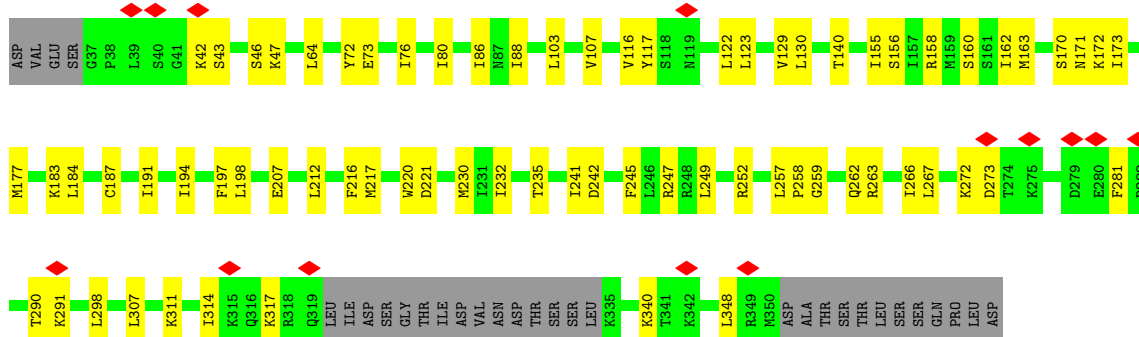 ASP VAL GLU SER G37 P38 L39 S40 G41 K42 S43 S46 K47 L64 Y72 E73 I76 I80 I86 N87 I88 L103 V107 V116 Y117 S118 N119 L122 L123 V129 L130 T140 I155 S156 I157 R158 M159 S160 S161 I162 M163 S170 N171 K172 I173
M177 K183 L184 C187 I191 I194 F197 L198 E207 L212 F216 M217 W220 D221 M230 I231 I232 T235 I241 D242 F245 L246 R247 R248 L249 R252 L257 P258 G259 Q262 R263 I266 L267 K272 D273 T274 K275 D279 E280 F281
T290 K291 L298 L307 K311 I314 K315 Q316 K317 R318 Q319 LEU ILE ASP SER GLY THR ILE ASP VAL ASN ASP THR SER SER LEU K335 K340 T341 K342 L348 R349 M350 ASP ALA THR SER THR LEU SER SER GLN PRO LEU ASP